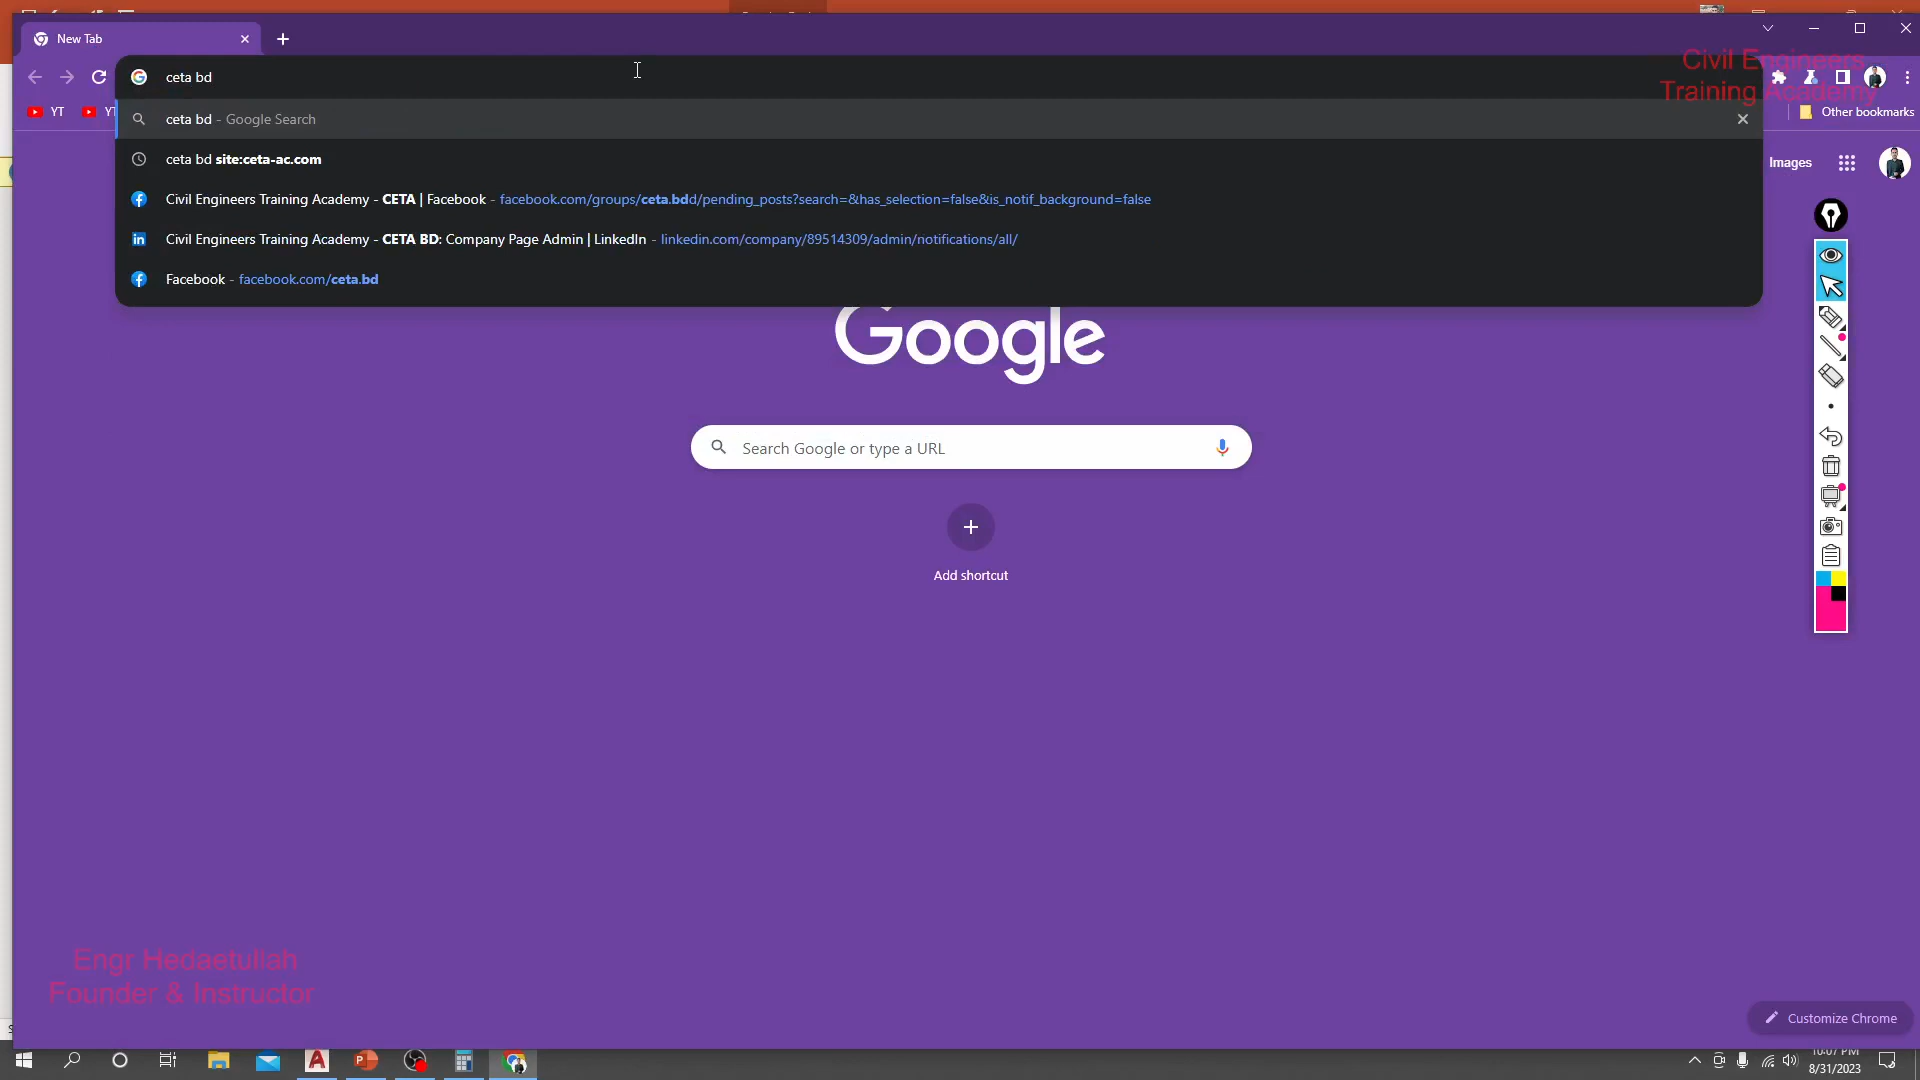 New Tab
ceta bd
Civil Engineers
Training Academy
YT
YT
ceta bd - Google Search
Other bookmarks
ceta bd site:ceta-ac.com
Images
Civil Engineers Training Academy - CETA | Facebook - facebook.com/groups/ceta.bdd/pending_posts?search=&has_selection=false&is_notif_background=false
Civil Engineers Training Academy - CETA BD: Company Page Admin | LinkedIn - linkedin.com/company/89514309/admin/notifications/all/
Facebook - facebook.com/ceta.bd
Google
Search Google or type a URL
Add shortcut
Engr Hedaetullah
Founder & Instructor
Customize Chrome
10:07 PM
8/31/2023